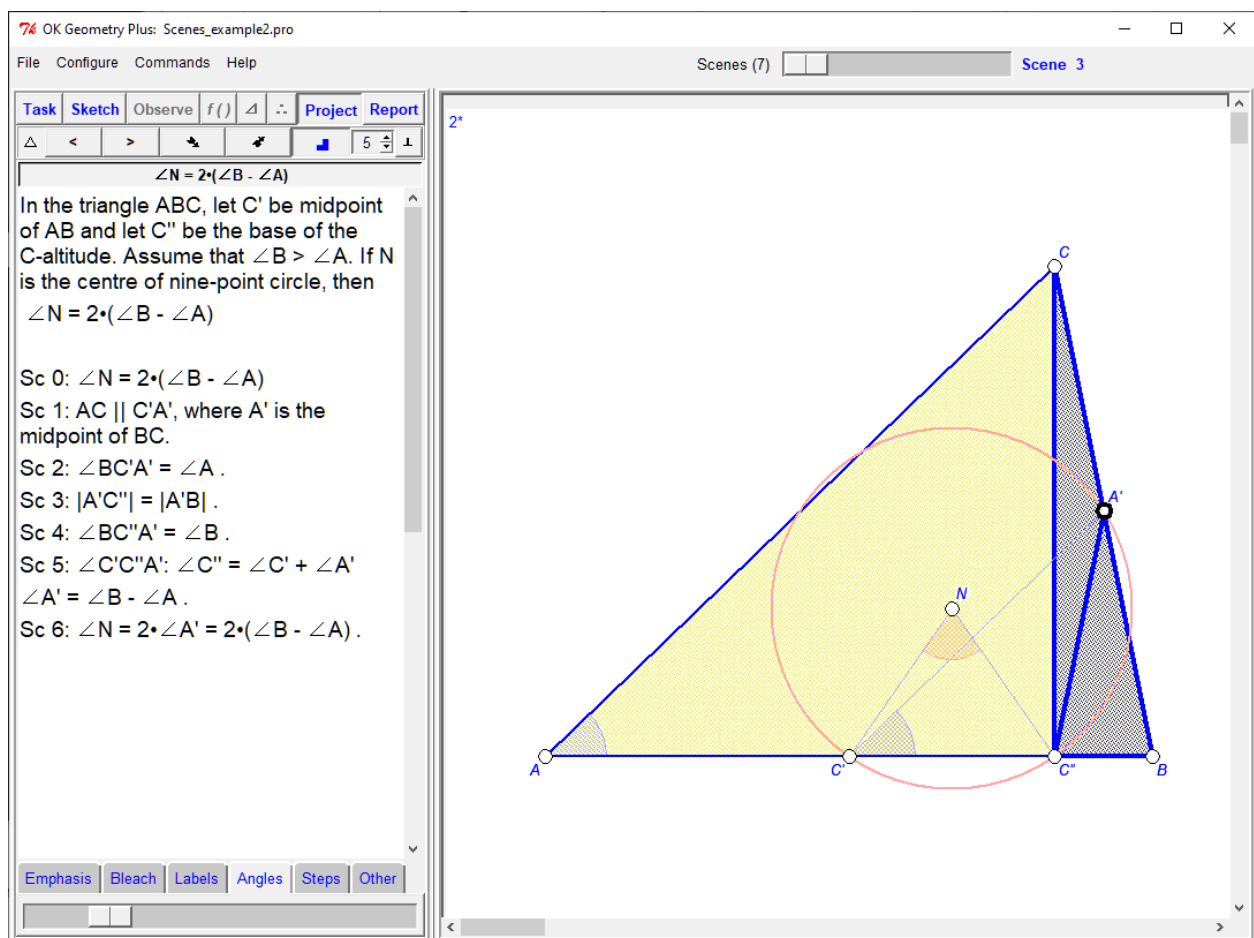 OK Geometry Plus: Scenes_example2.pro
File Configure Commands Help
Scenes (7) Scene 3
Task Sketch Observe f() ⊿ ∴ Project Report
△ < > 5 ⊥
∠N = 2•(∠B - ∠A)
In the triangle ABC, let C' be midpoint
of AB and let C'' be the base of the
C-altitude. Assume that ∠B > ∠A. If N
is the centre of nine-point circle, then
∠N = 2•(∠B - ∠A)
Sc 0: ∠N = 2•(∠B - ∠A)
Sc 1: AC || C'A', where A' is the
midpoint of BC.
Sc 2: ∠BC'A' = ∠A .
Sc 3: |A'C''| = |A'B| .
Sc 4: ∠BC''A' = ∠B .
Sc 5: ∠C'C''A': ∠C'' = ∠C' + ∠A'
∠A' = ∠B - ∠A .
Sc 6: ∠N = 2•∠A' = 2•(∠B - ∠A) .
Emphasis Bleach Labels Angles Steps Other
2*
C
A'
N
A C' C'' B